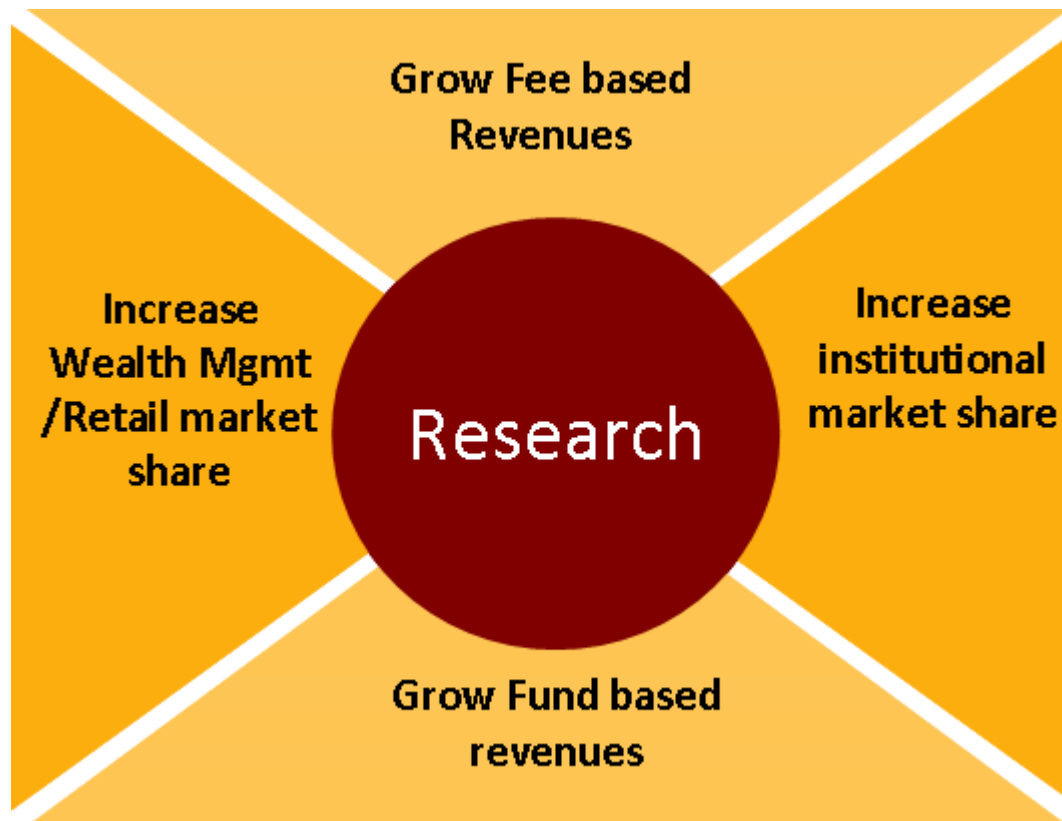 Grow Fee based
Revenues
Increase
Wealth Mgmt
/Retail market
share
Research
Increase
institutional
market share
Grow Fund based
revenues